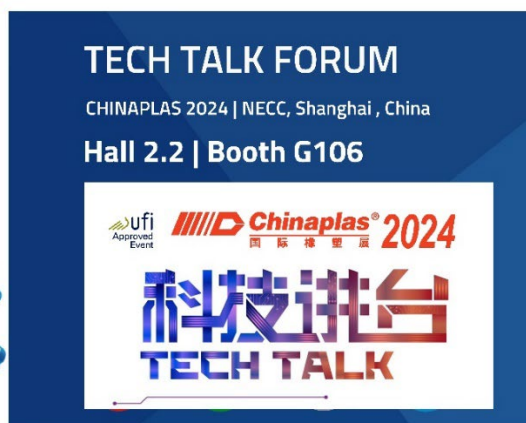 TECH TALK FORUM
CHINAPLAS 2024 | NECC, Shanghai , China
Hall 2.2 | Booth G106
ufi
Approved
Event
Chinaplas® 2024
国际橡塑展
科技讲台
TECH TALK